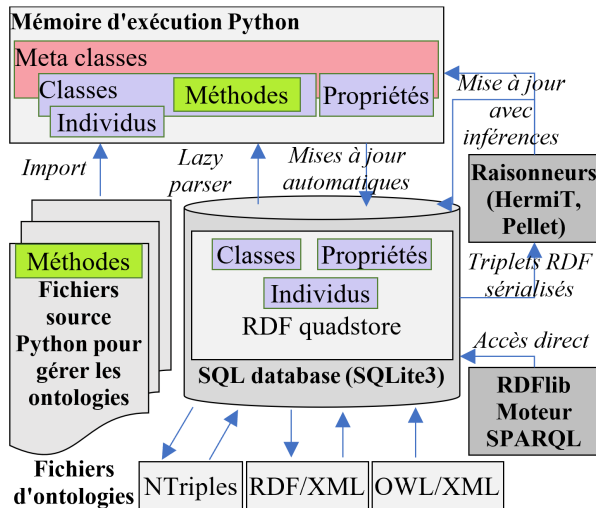 Mémoire d'exécution Python
Meta classes
Classes
Méthodes
Propriétés
Individus
Mise à jour
avec
inférences
Import
Lazy
parser
Mises à jour
automatiques
Raisonneurs
(HermiT,
Pellet)
Méthodes
Fichiers
source
Python pour
gérer les
ontologies
Classes
Propriétés
Individus
RDF quadstore
SQL database (SQLite3)
Triplets RDF
sérialisés
Accès direct
RDFlib
Moteur
SPARQL
Fichiers
d'ontologies
NTriples
RDF/XML
OWL/XML